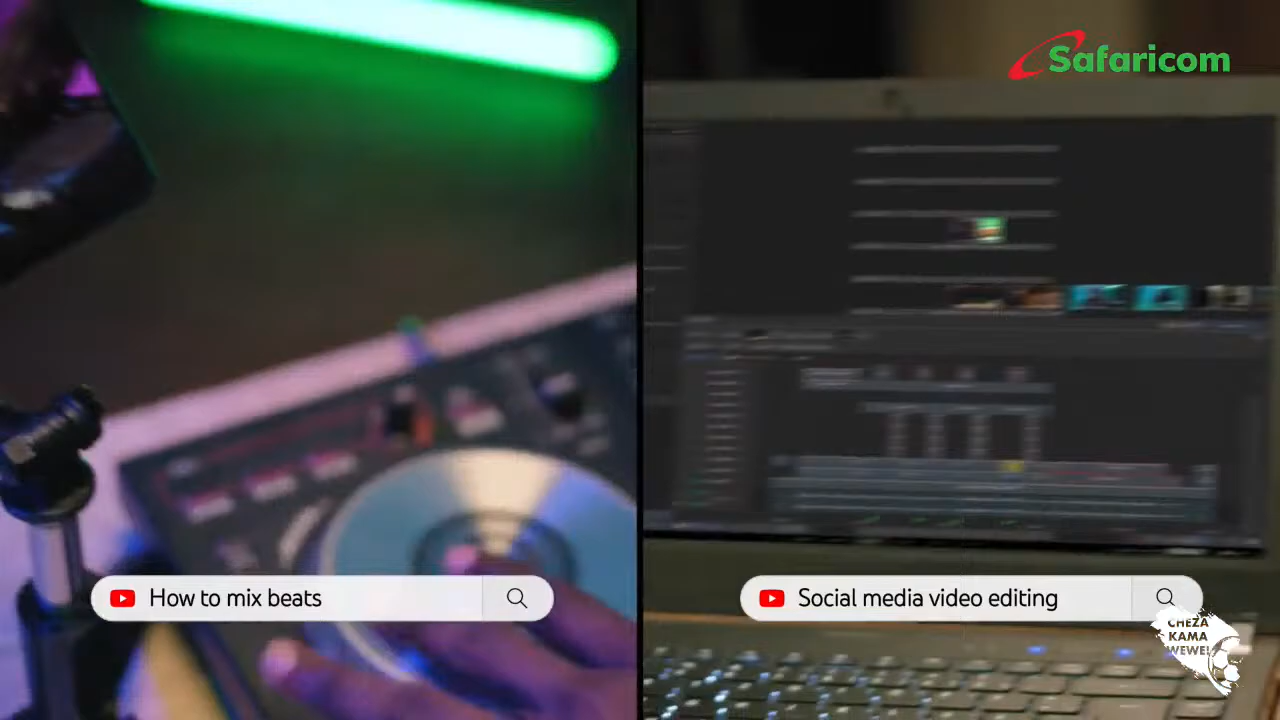 Safaricom
How to mix beats
Social media video editing
CHEZA
KAMA
WEWE!